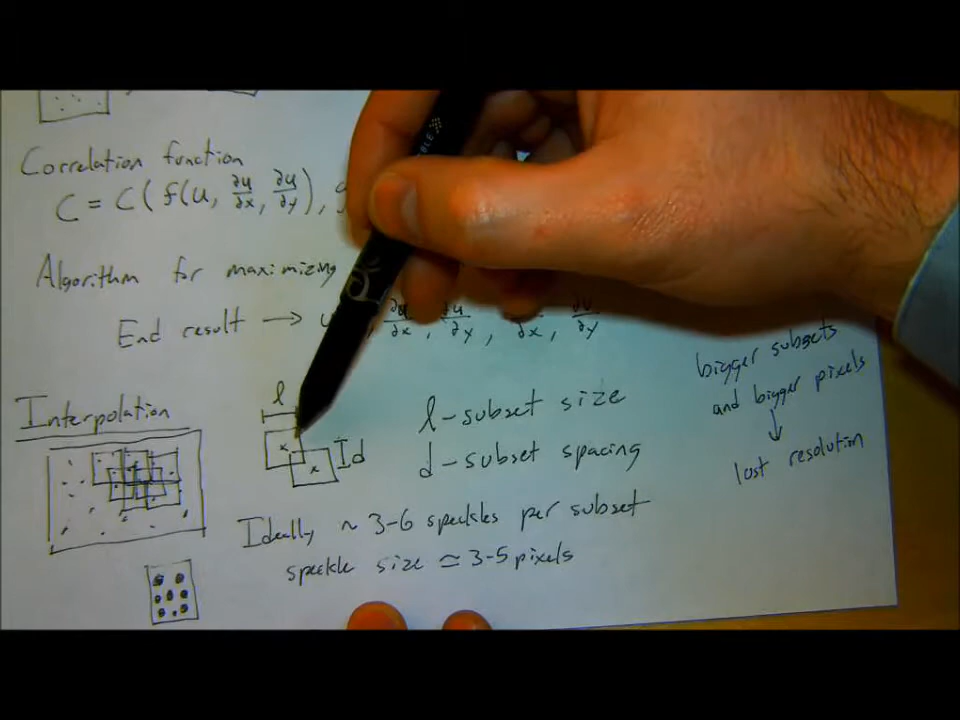 Correlation function
C = C( f(u, ∂u/∂x, ∂u/∂y), g
Algorithm for maximizing
End result → u , ∂u/∂x, ∂u/∂y, ∂x, ∂y
bigger subsets
and bigger pixels
↓
lost resolution
Interpolation
l
d
l - subset size
d - subset spacing
Ideally ~ 3-6 speckles per subset
speckle size ≃ 3-5 pixels